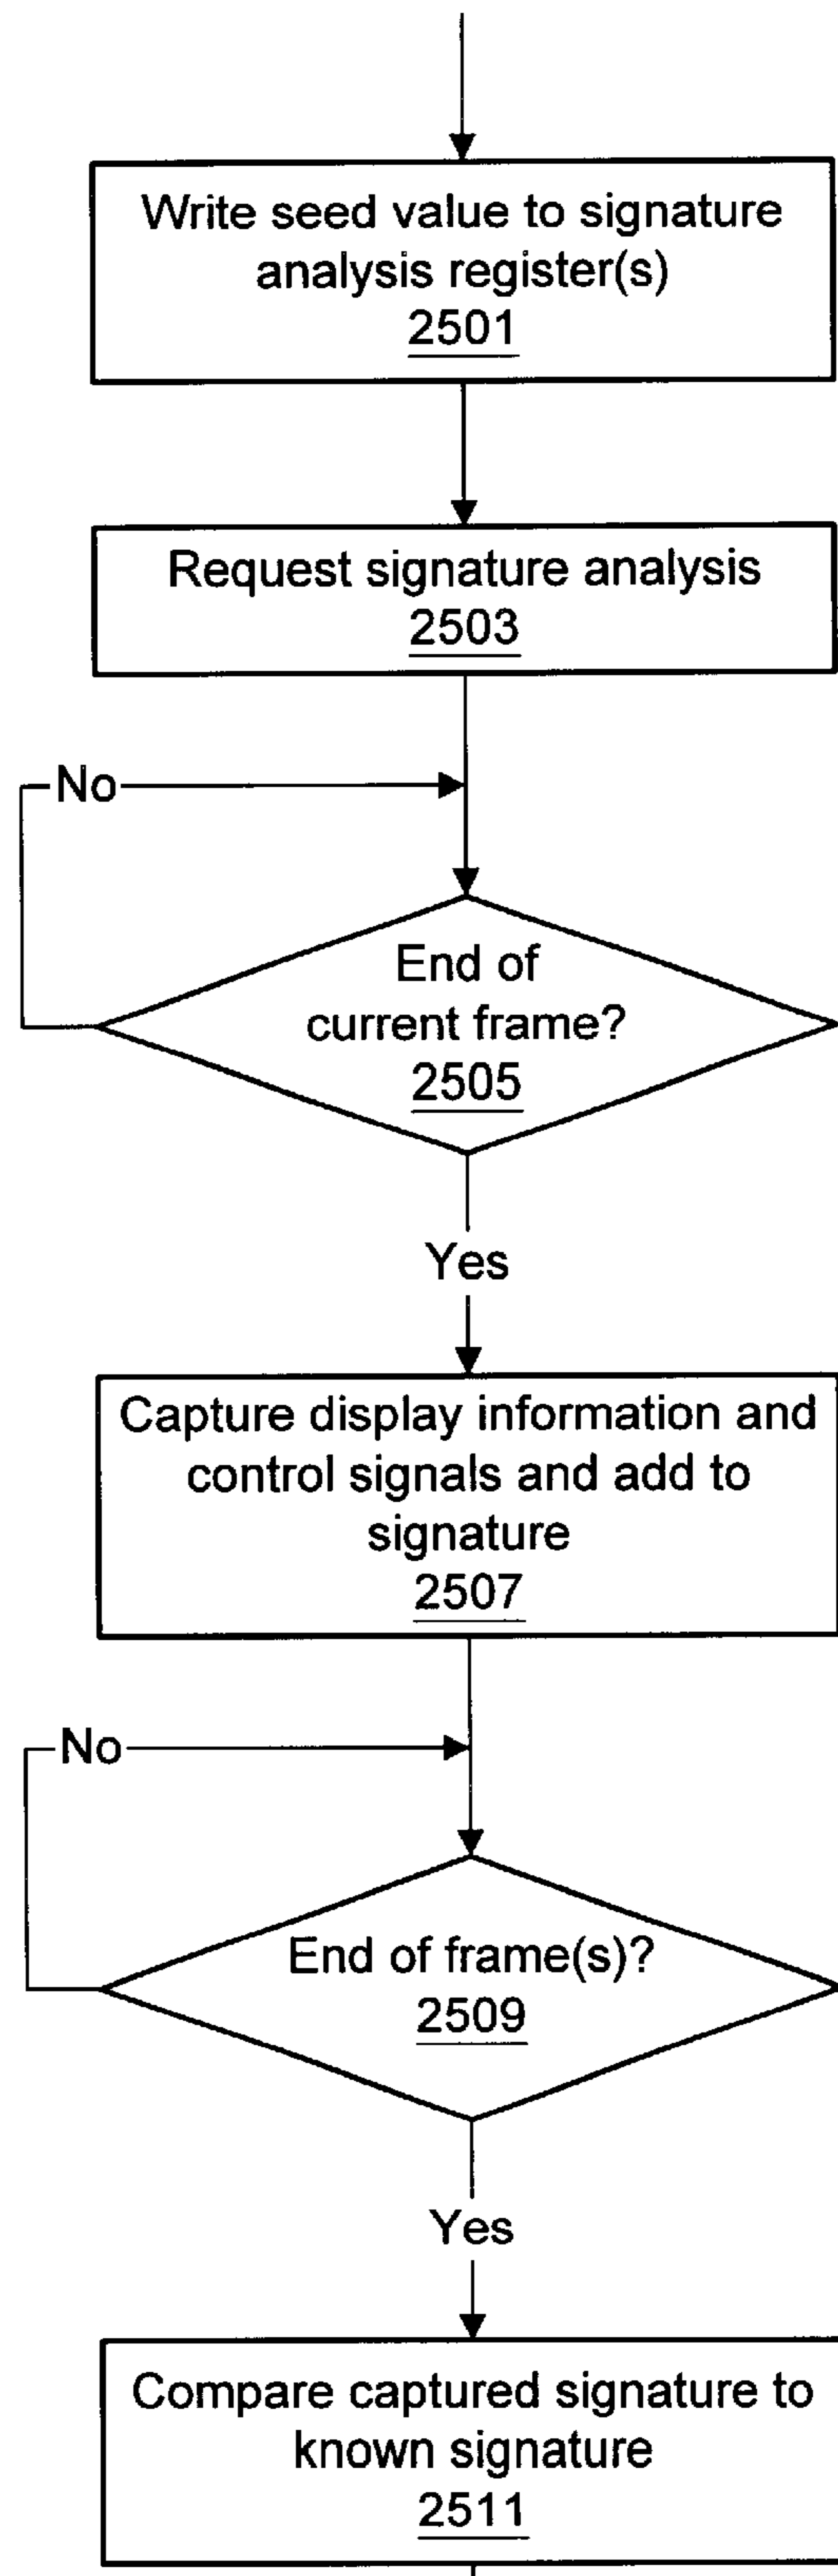 Write seed value to signature
analysis register(s)
2501
Request signature analysis
2503
No
End of
current frame?
2505
Yes
Capture display information and
control signals and add to
signature
2507
No
End of frame(s)?
2509
Yes
Compare captured signature to
known signature
2511